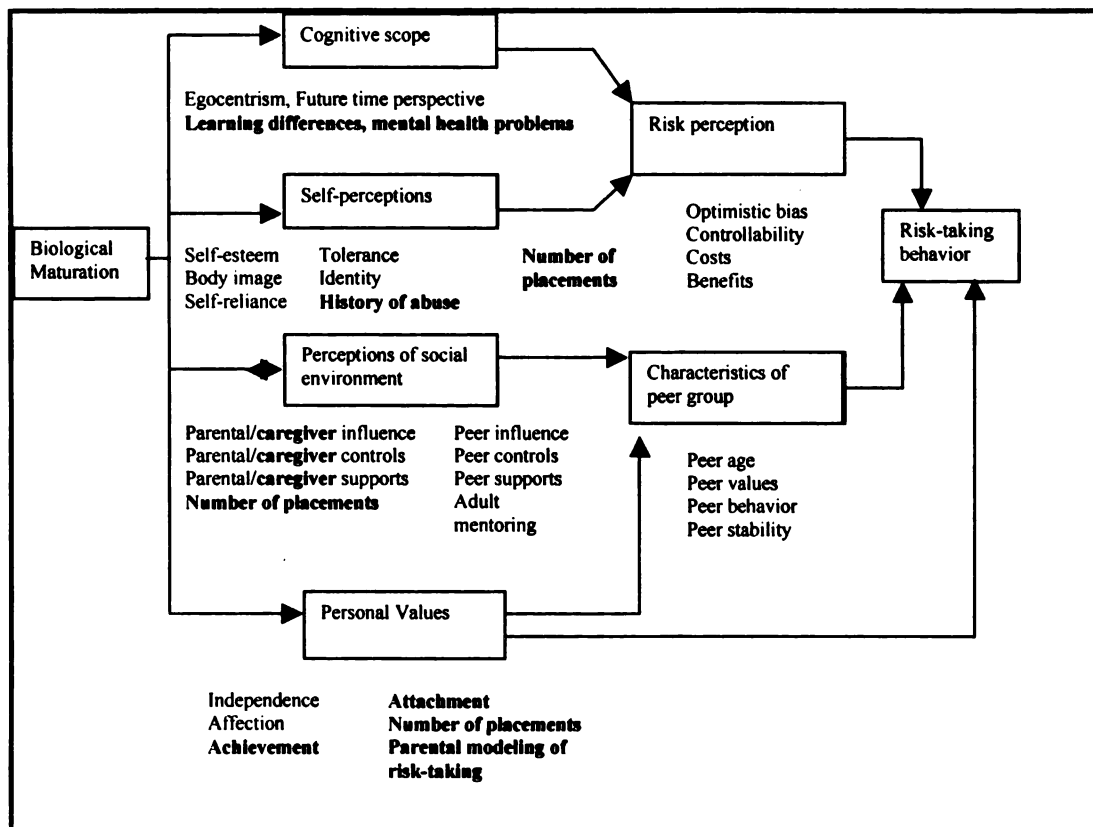 Cognitive scope
Egocentrism, Future time perspective
Learning differences, mental health problems
Risk perception
Self-perceptions
Optimistic bias
Controllability
Costs
Benefits
Risk-taking
behavior
Biological
Maturation
Self-esteem
Body image
Self-reliance
Tolerance
Identity
History of abuse
Number of
placements
Perceptions of social
environment
Characteristics of
peer group
Parental/caregiver influence
Parental/caregiver controls
Parental/caregiver supports
Number of placements
Peer influence
Peer controls
Peer supports
Adult
mentoring
Peer age
Peer values
Peer behavior
Peer stability
Personal Values
Independence
Affection
Achievement
Attachment
Number of placements
Parental modeling of
risk-taking